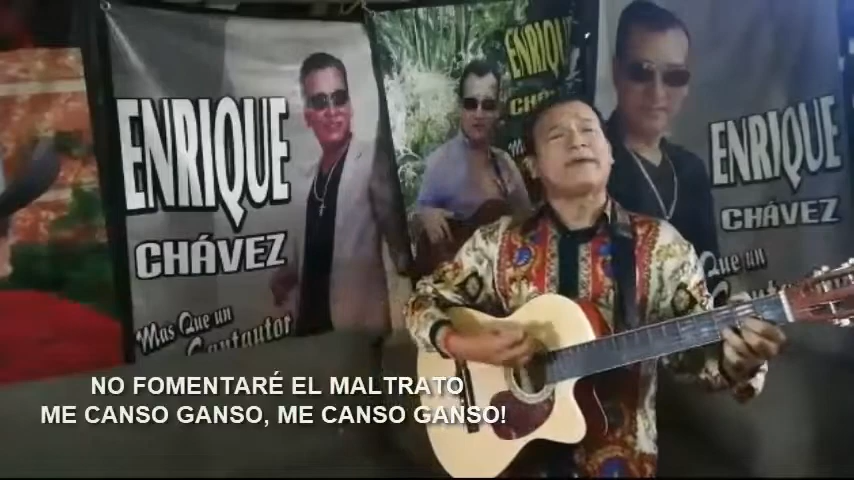 ENRIQUE
CHÁVEZ
Mas Que un
Cantautor
ENRIQUE
ENRIQUE
CHÁVEZ
Que un
NO FOMENTARÉ EL MALTRATO
ME CANSO GANSO, ME CANSO GANSO!